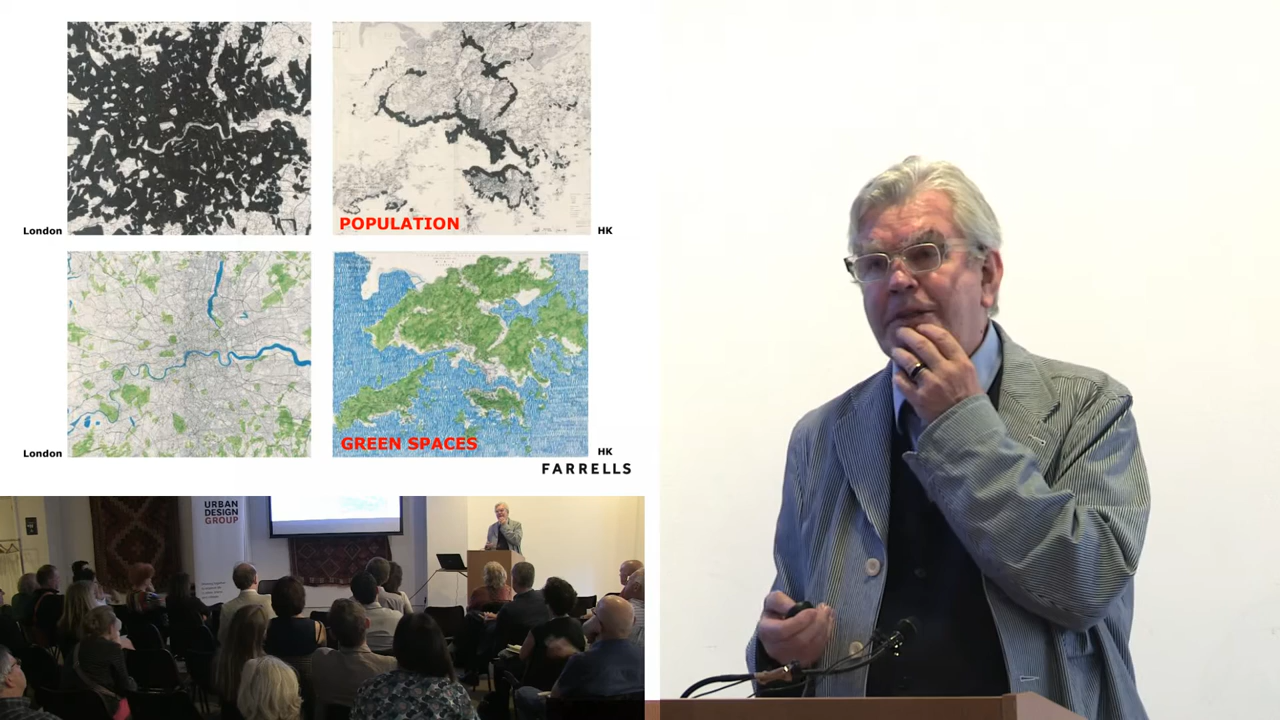 London
POPULATION
HK
London
GREEN SPACES
HK
FARRELLS
URBAN
DESIGN
GROUP